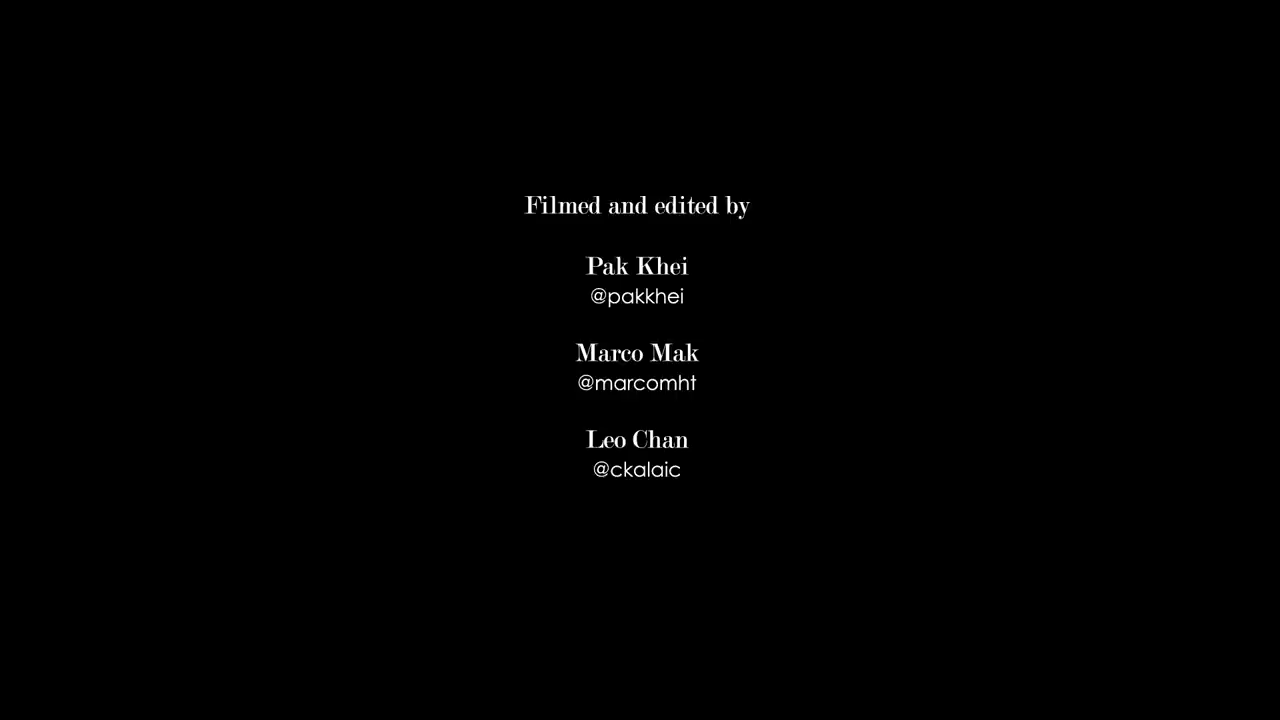 Filmed and edited by
Pak Khei
@pakkhei
Marco Mak
@marcomht
Leo Chan
@ckalaic